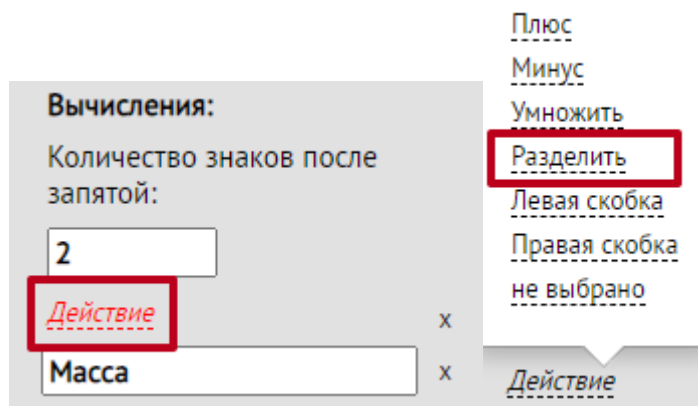 Вычисления:
Количество знаков после
запятой:
2
Действие
х
Масса
х
Плюс
Минус
Умножить
Разделить
Левая скобка
Правая скобка
не выбрано
Действие